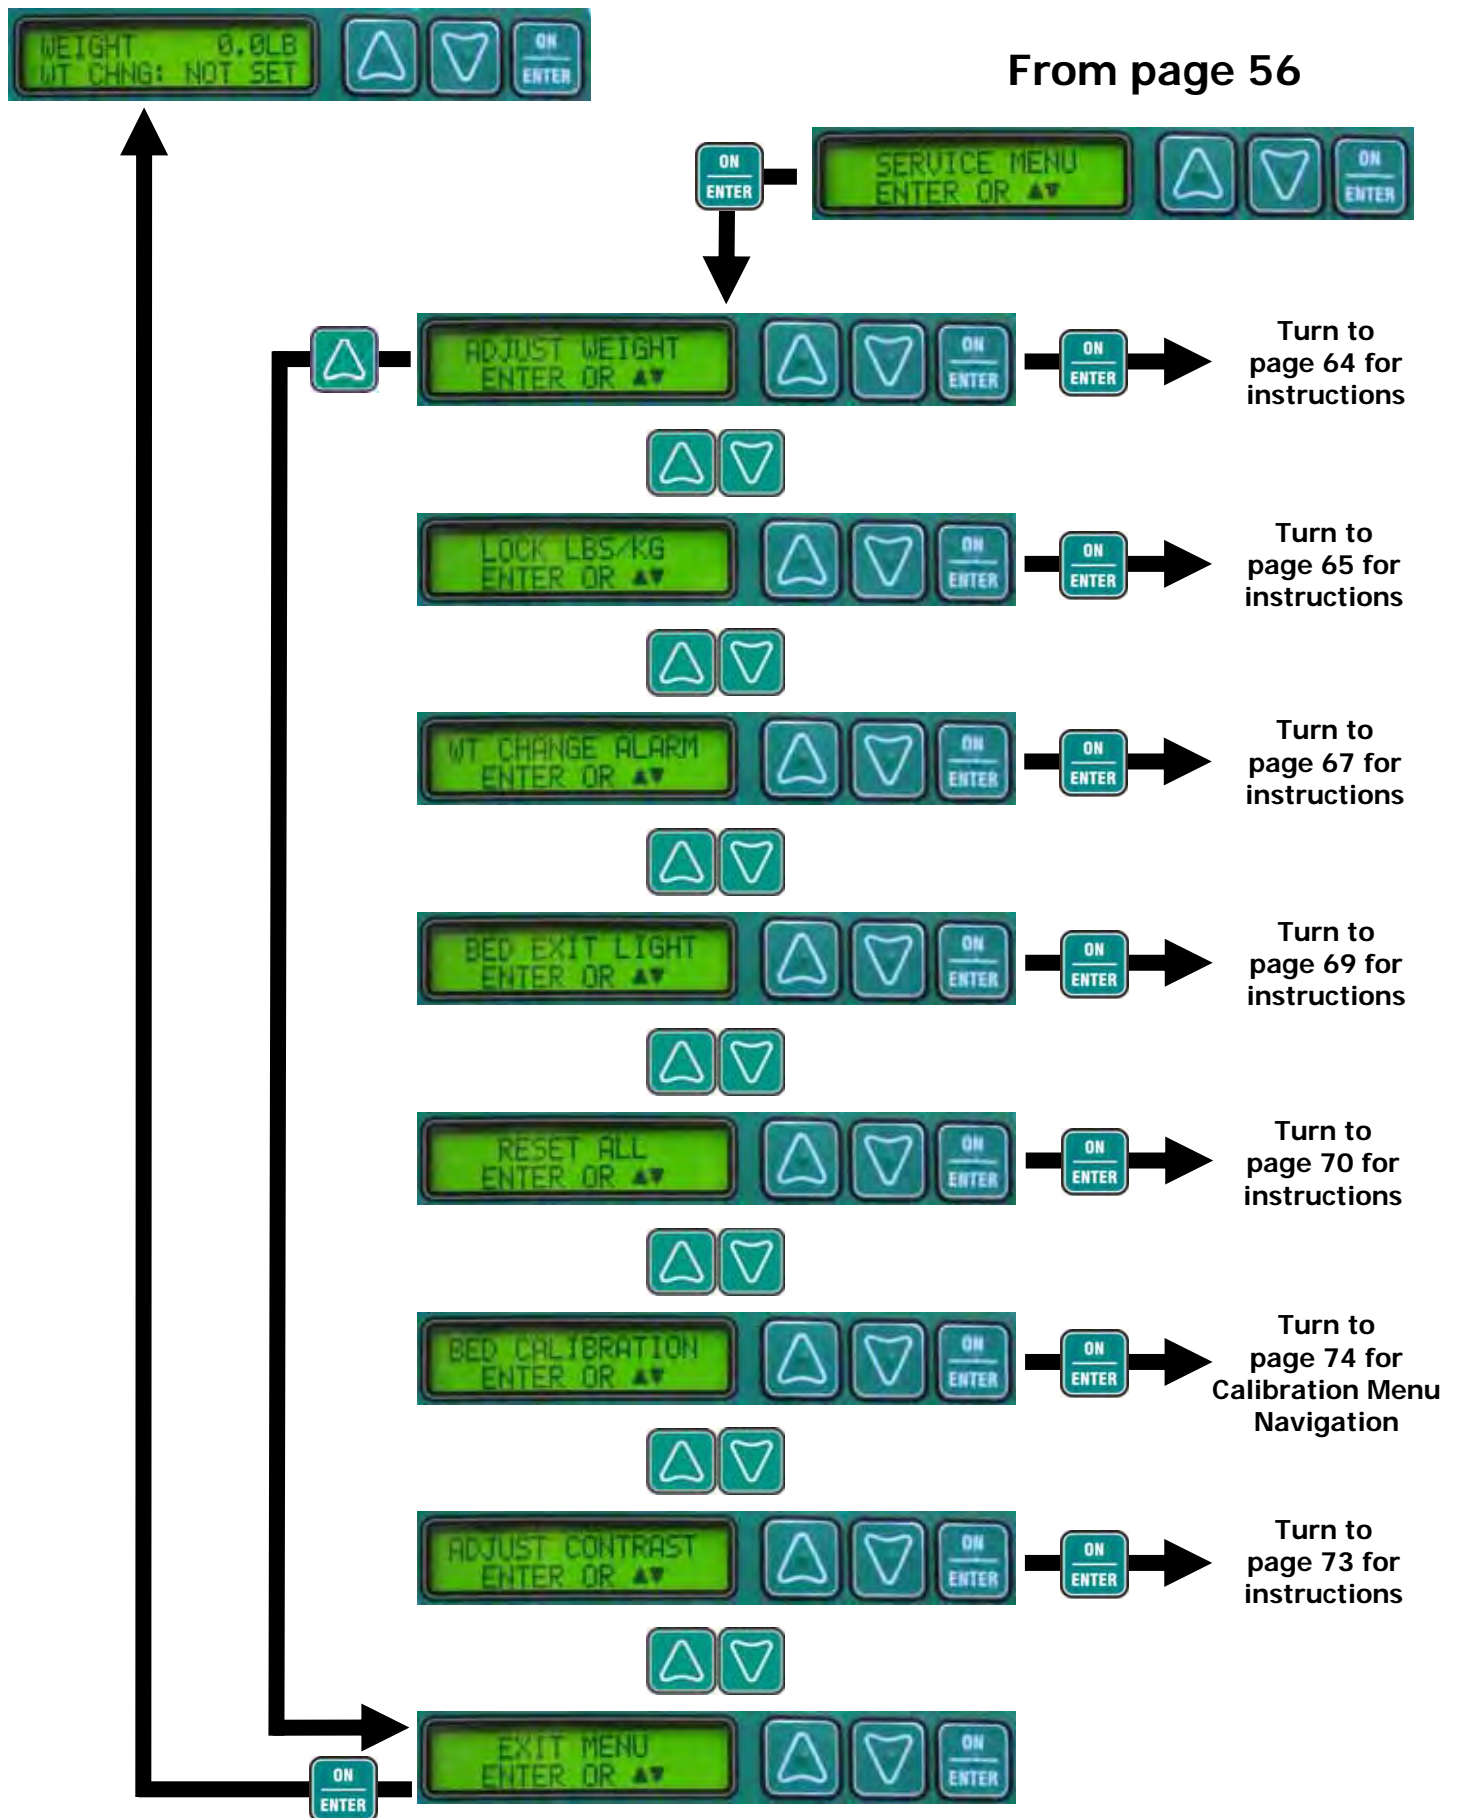 WEIGHT 0.0LB
WT CHNG: NOT SET
ON
ENTER
From page 56
ON
ENTER
SERVICE MENU
ENTER OR ▲▼
ON
ENTER
ADJUST WEIGHT
ENTER OR ▲▼
ON
ENTER
ON
ENTER
Turn to
page 64 for
instructions
LOCK LBS/KG
ENTER OR ▲▼
ON
ENTER
ON
ENTER
Turn to
page 65 for
instructions
WT CHANGE ALARM
ENTER OR ▲▼
ON
ENTER
ON
ENTER
Turn to
page 67 for
instructions
BED EXIT LIGHT
ENTER OR ▲▼
ON
ENTER
ON
ENTER
Turn to
page 69 for
instructions
RESET ALL
ENTER OR ▲▼
ON
ENTER
ON
ENTER
Turn to
page 70 for
instructions
BED CALIBRATION
ENTER OR ▲▼
ON
ENTER
ON
ENTER
Turn to
page 74 for
Calibration Menu
Navigation
ADJUST CONTRAST
ENTER OR ▲▼
ON
ENTER
ON
ENTER
Turn to
page 73 for
instructions
EXIT MENU
ENTER OR ▲▼
ON
ENTER
ON
ENTER